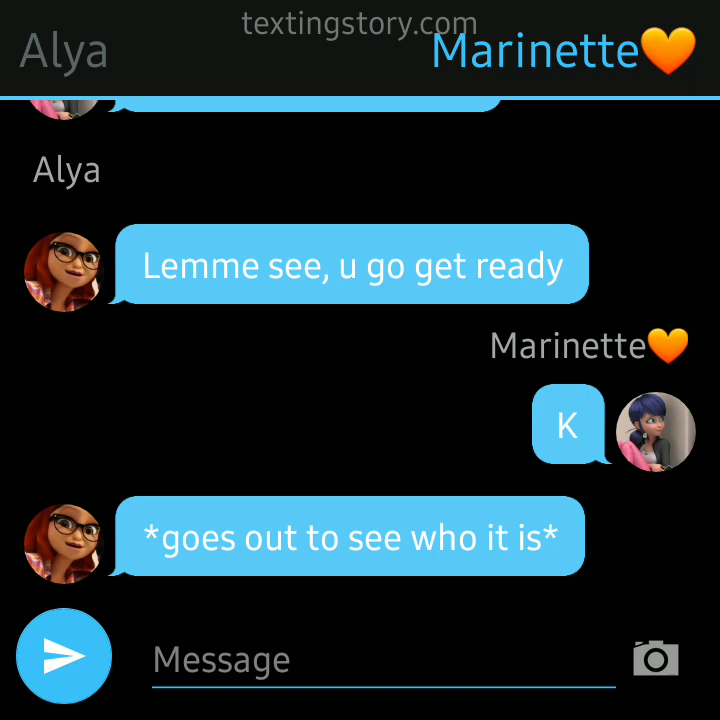 textingstory.com
Alya
Marinette🧡
Alya
Lemme see, u go get ready
Marinette🧡
K
*goes out to see who it is*
Message